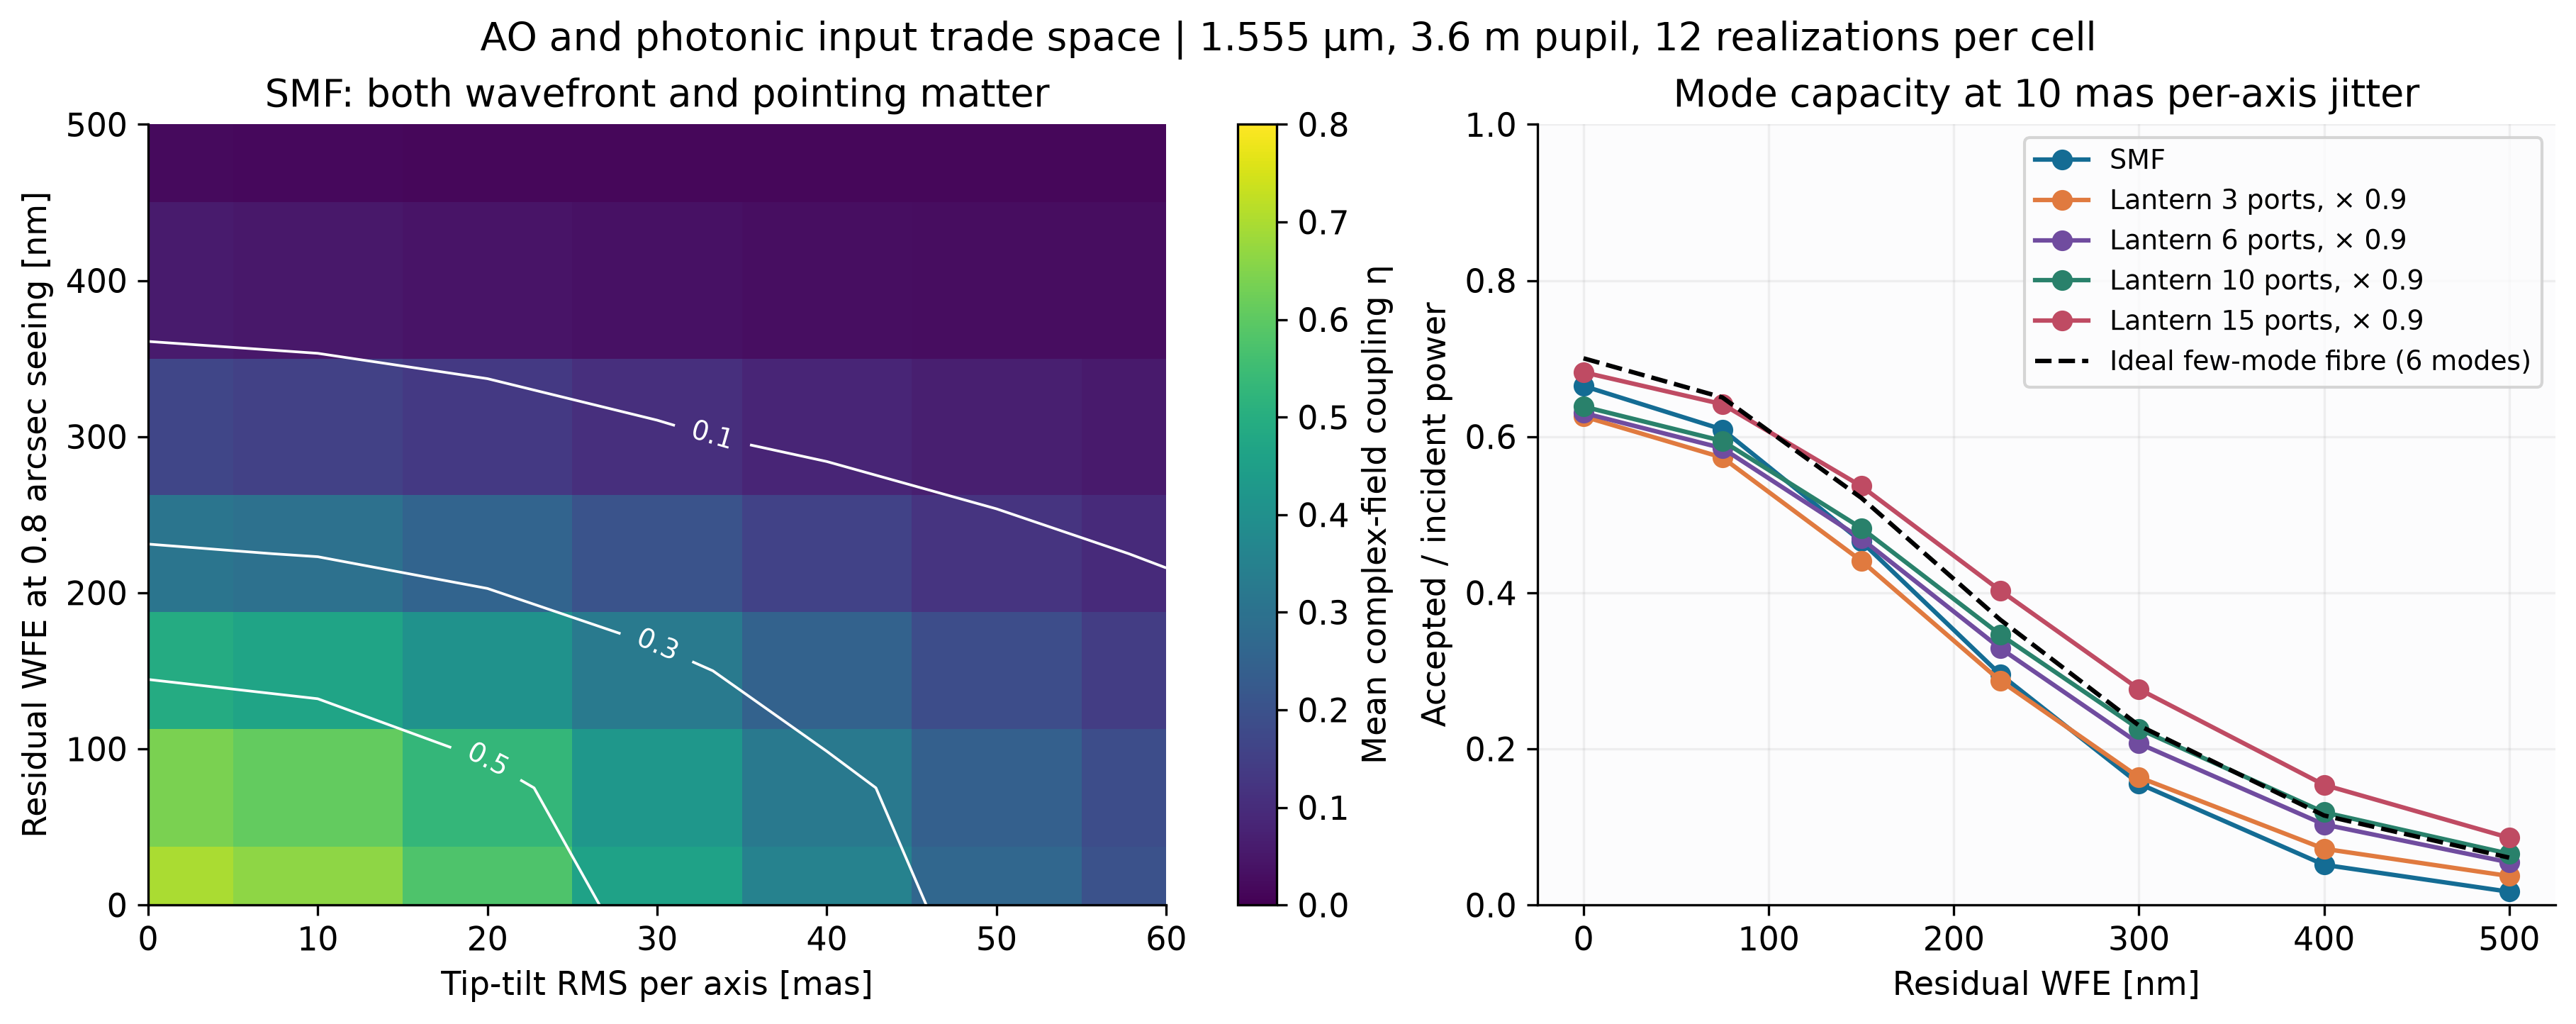 AO and photonic input trade space | 1.555 µm, 3.6 m pupil, 12 realizations per cell
SMF: both wavefront and pointing matter
Residual WFE at 0.8 arcsec seeing [nm]
500
400
300
200
100
0
0.1
0.3
0.5
0 10 20 30 40 50 60
Tip-tilt RMS per axis [mas]
0.8
0.7
0.6
0.5
0.4
0.3
0.2
0.1
0.0
Mean complex-field coupling η
Mode capacity at 10 mas per-axis jitter
Accepted / incident power
1.0
0.8
0.6
0.4
0.2
0.0
SMF
Lantern 3 ports, × 0.9
Lantern 6 ports, × 0.9
Lantern 10 ports, × 0.9
Lantern 15 ports, × 0.9
Ideal few-mode fibre (6 modes)
0 100 200 300 400 500
Residual WFE [nm]